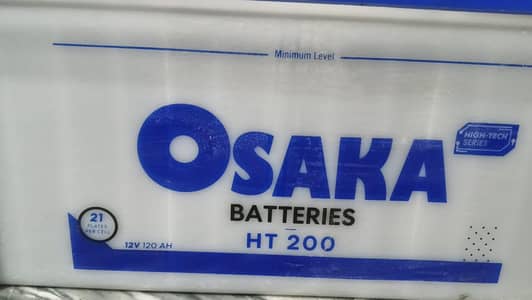 Minimum Level
HIGH-TECH
SERIES
OSAKA
BATTERIES
HT 200
21
PLATES
PER CELL
12V 120 AH